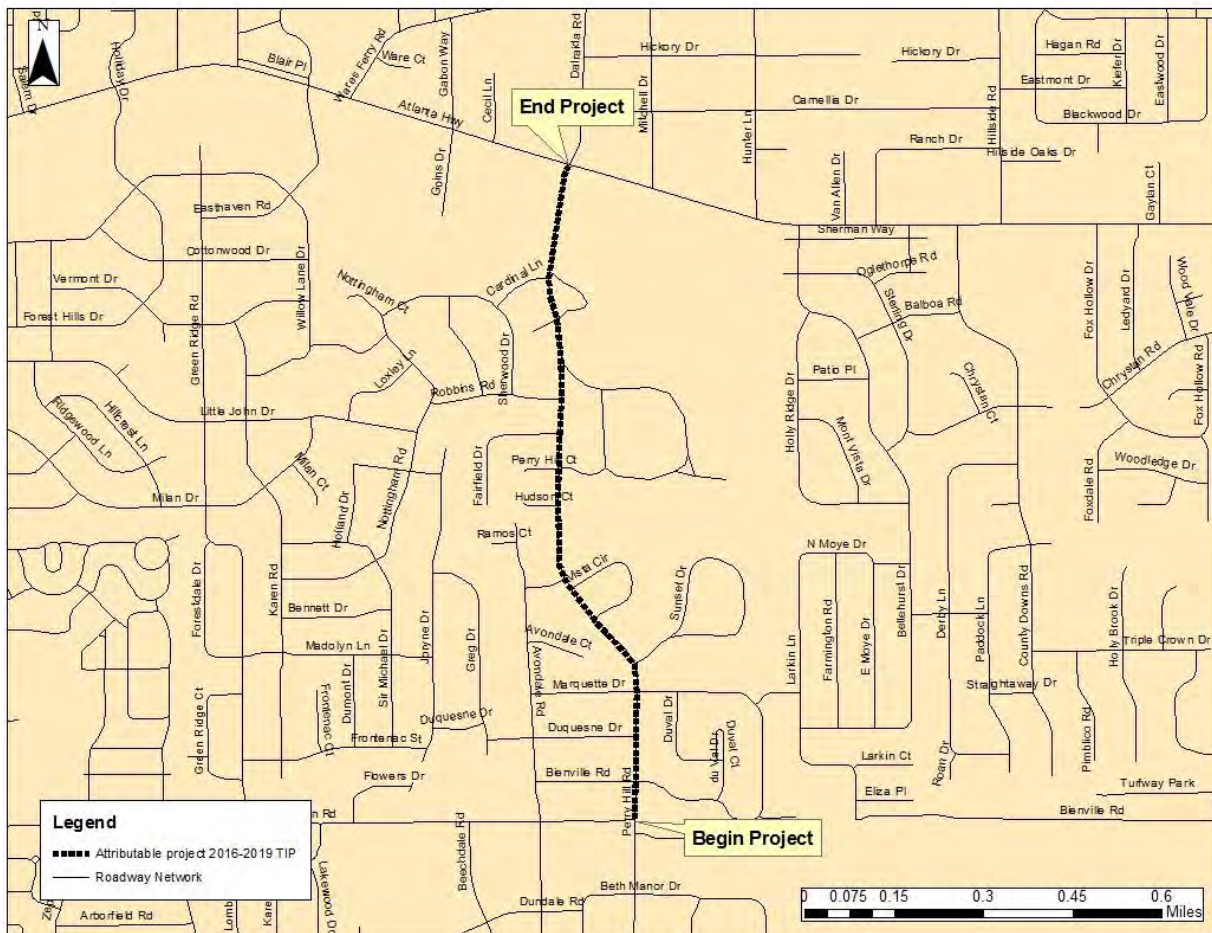 N
Salem Dr
Holliday Dr
Blair Pl
Wares Ferry Rd
Ware Ct
Gabon Way
Cecil Ln
Atlanta Hwy
Goins Dr
End Project
Dalraida Rd
Hickory Dr
Mitchell Dr
Camellia Dr
Hunter Ln
Hickory Dr
Hillside Rd
Hagan Rd
Kiefer Dr
Eastwood Dr
Eastmont Dr
Blackwood Dr
Ranch Dr
Hillside Oaks Dr
Van Allen Dr
Gaylan Ct
Easthaven Rd
Cottonwood Dr
Vermont Dr
Forest Hills Dr
Green Ridge Rd
Willow Lane Dr
Nottingham Ct
Cardinal Ln
Sherman Way
Oglethorpe Rd
Sterling Dr
Balboa Rd
Fox Hollow Dr
Ledyard Dr
Wood Vale Dr
Chrystan Rd
Fox Hollow Rd
Loxley Ln
Robbins Rd
Sherwood Dr
Little John Dr
Hillcrest Ln
Ridgewood Ln
Milan Ct
Milan Dr
Patio Pl
Holly Ridge Dr
Mont Vista Dr
Chrystan Ct
Foxdale Rd
Woodledge Dr
Nottingham Rd
Holland Dr
Fairfield Dr
Perry Hill Ct
Hudson Ct
Ramos Ct
Vista Cir
Sunset Dr
N Moye Dr
Forestdale Dr
Karen Rd
Bennett Dr
Madolyn Ln
Sir Michael Dr
Janyne Dr
Greg Dr
Avondale Ct
Avondale Rd
Marquette Dr
Larkin Ln
Farmington Rd
E Moye Dr
Bellehurst Dr
Derby Ln
Paddock Ln
County Downs Rd
Holly Brook Dr
Triple Crown Dr
Straightaway Dr
Pimblico Rd
Green Ridge Ct
Frontenac Ct
Dumont Dr
Duquesne Dr
Frontenac St
Flowers Dr
Duquesne Dr
Duval Dr
du Val Dr
Duval Ct
Bienville Rd
Perry Hill Rd
Larkin Ct
Eliza Pl
Roan Dr
Turfway Park
Bienville Rd
Begin Project
Legend
Attributable project 2016-2019 TIP
Roadway Network
n Rd
Beechdale Rd
Lakewood Dr
Arborfield Rd
Dundale Rd
Beth Manor Dr
0 0.075 0.15 0.3 0.45 0.6
Miles